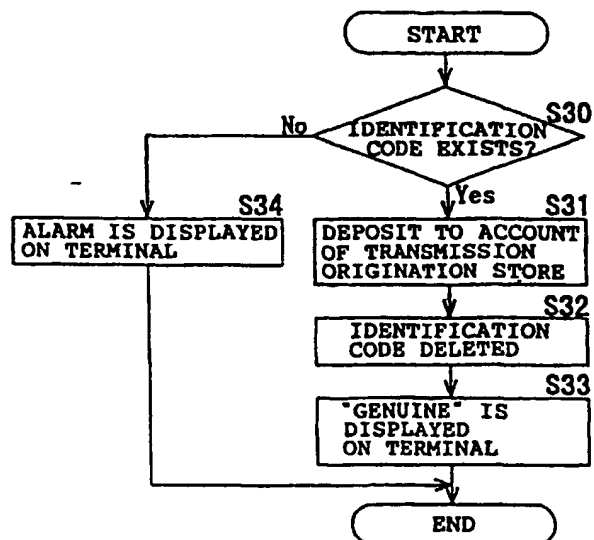 START
S30
No
IDENTIFICATION
CODE EXISTS?
Yes
S34
ALARM IS DISPLAYED
ON TERMINAL
S31
DEPOSIT TO ACCOUNT
OF TRANSMISSION
ORIGINATION STORE
S32
IDENTIFICATION
CODE DELETED
S33
"GENUINE" IS
DISPLAYED
ON TERMINAL
END